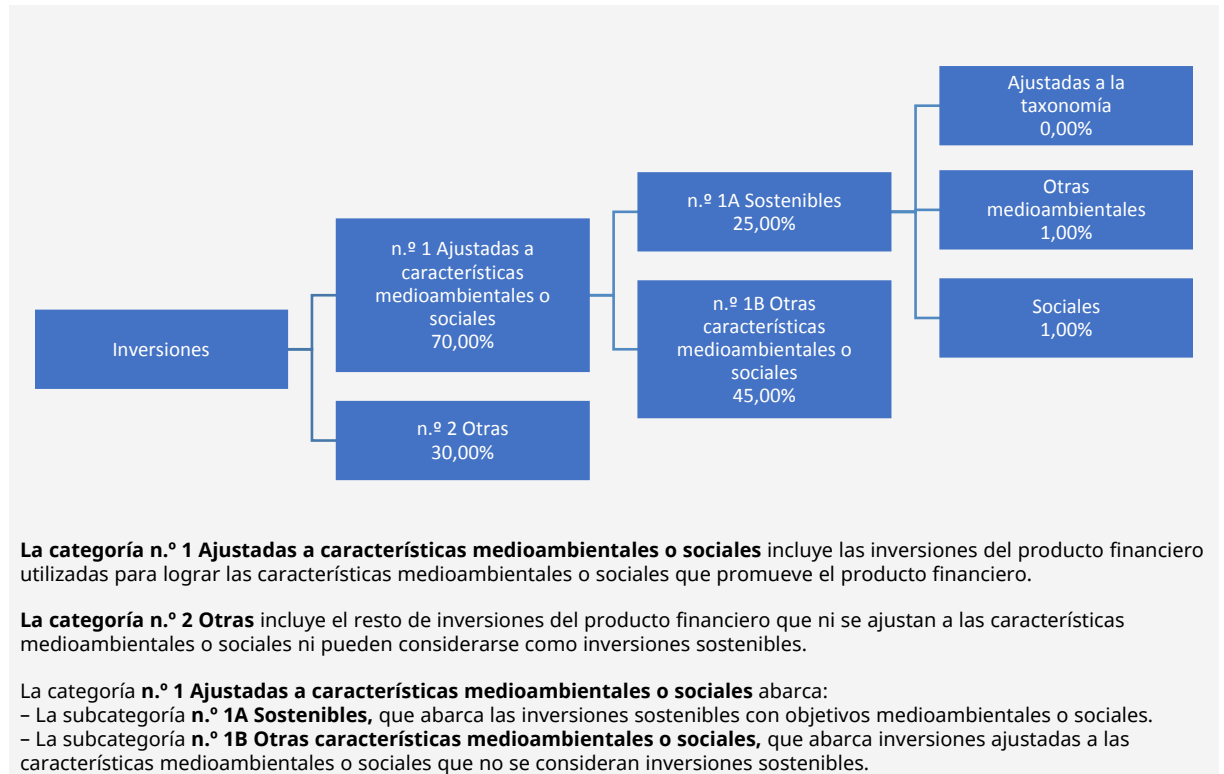 Inversiones
n.º 1 Ajustadas a
características
medioambientales o
sociales
70,00%
n.º 2 Otras
30,00%
n.º 1A Sostenibles
25,00%
n.º 1B Otras
características
medioambientales o
sociales
45,00%
Ajustadas a la
taxonomía
0,00%
Otras
medioambientales
1,00%
Sociales
1,00%
La categoría n.º 1 Ajustadas a características medioambientales o sociales incluye las inversiones del producto financiero
utilizadas para lograr las características medioambientales o sociales que promueve el producto financiero.
La categoría n.º 2 Otras incluye el resto de inversiones del producto financiero que ni se ajustan a las características
medioambientales o sociales ni pueden considerarse como inversiones sostenibles.
La categoría n.º 1 Ajustadas a características medioambientales o sociales abarca:
– La subcategoría n.º 1A Sostenibles, que abarca las inversiones sostenibles con objetivos medioambientales o sociales.
– La subcategoría n.º 1B Otras características medioambientales o sociales, que abarca inversiones ajustadas a las
características medioambientales o sociales que no se consideran inversiones sostenibles.